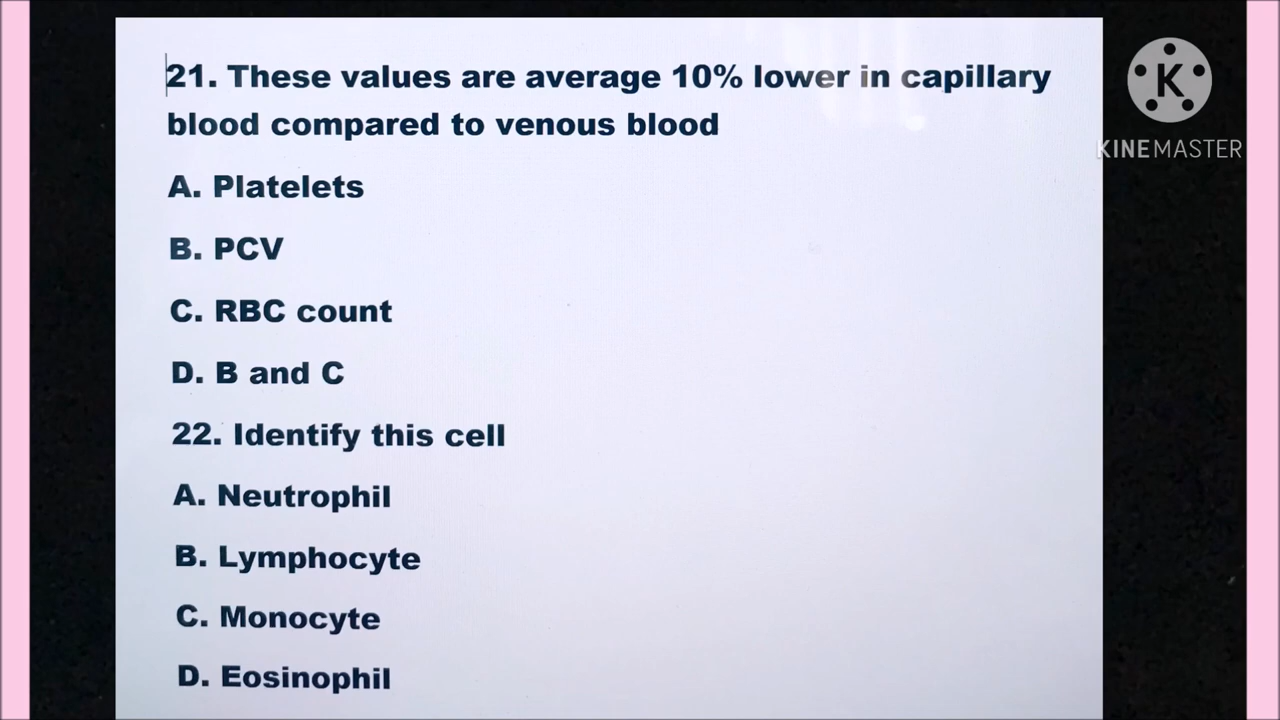 21. These values are average 10% lower in capillary
blood compared to venous blood
A. Platelets
B. PCV
C. RBC count
D. B and C
22. Identify this cell
A. Neutrophil
B. Lymphocyte
C. Monocyte
D. Eosinophil
K
KINEMASTER